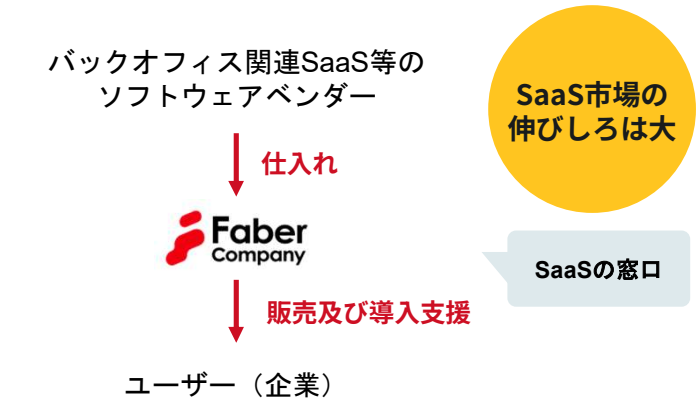 バックオフィス関連SaaS等の
ソフトウェアベンダー
SaaS市場の
伸びしろは大
仕入れ
Faber
Company
SaaSの窓口
販売及び導入支援
ユーザー（企業）